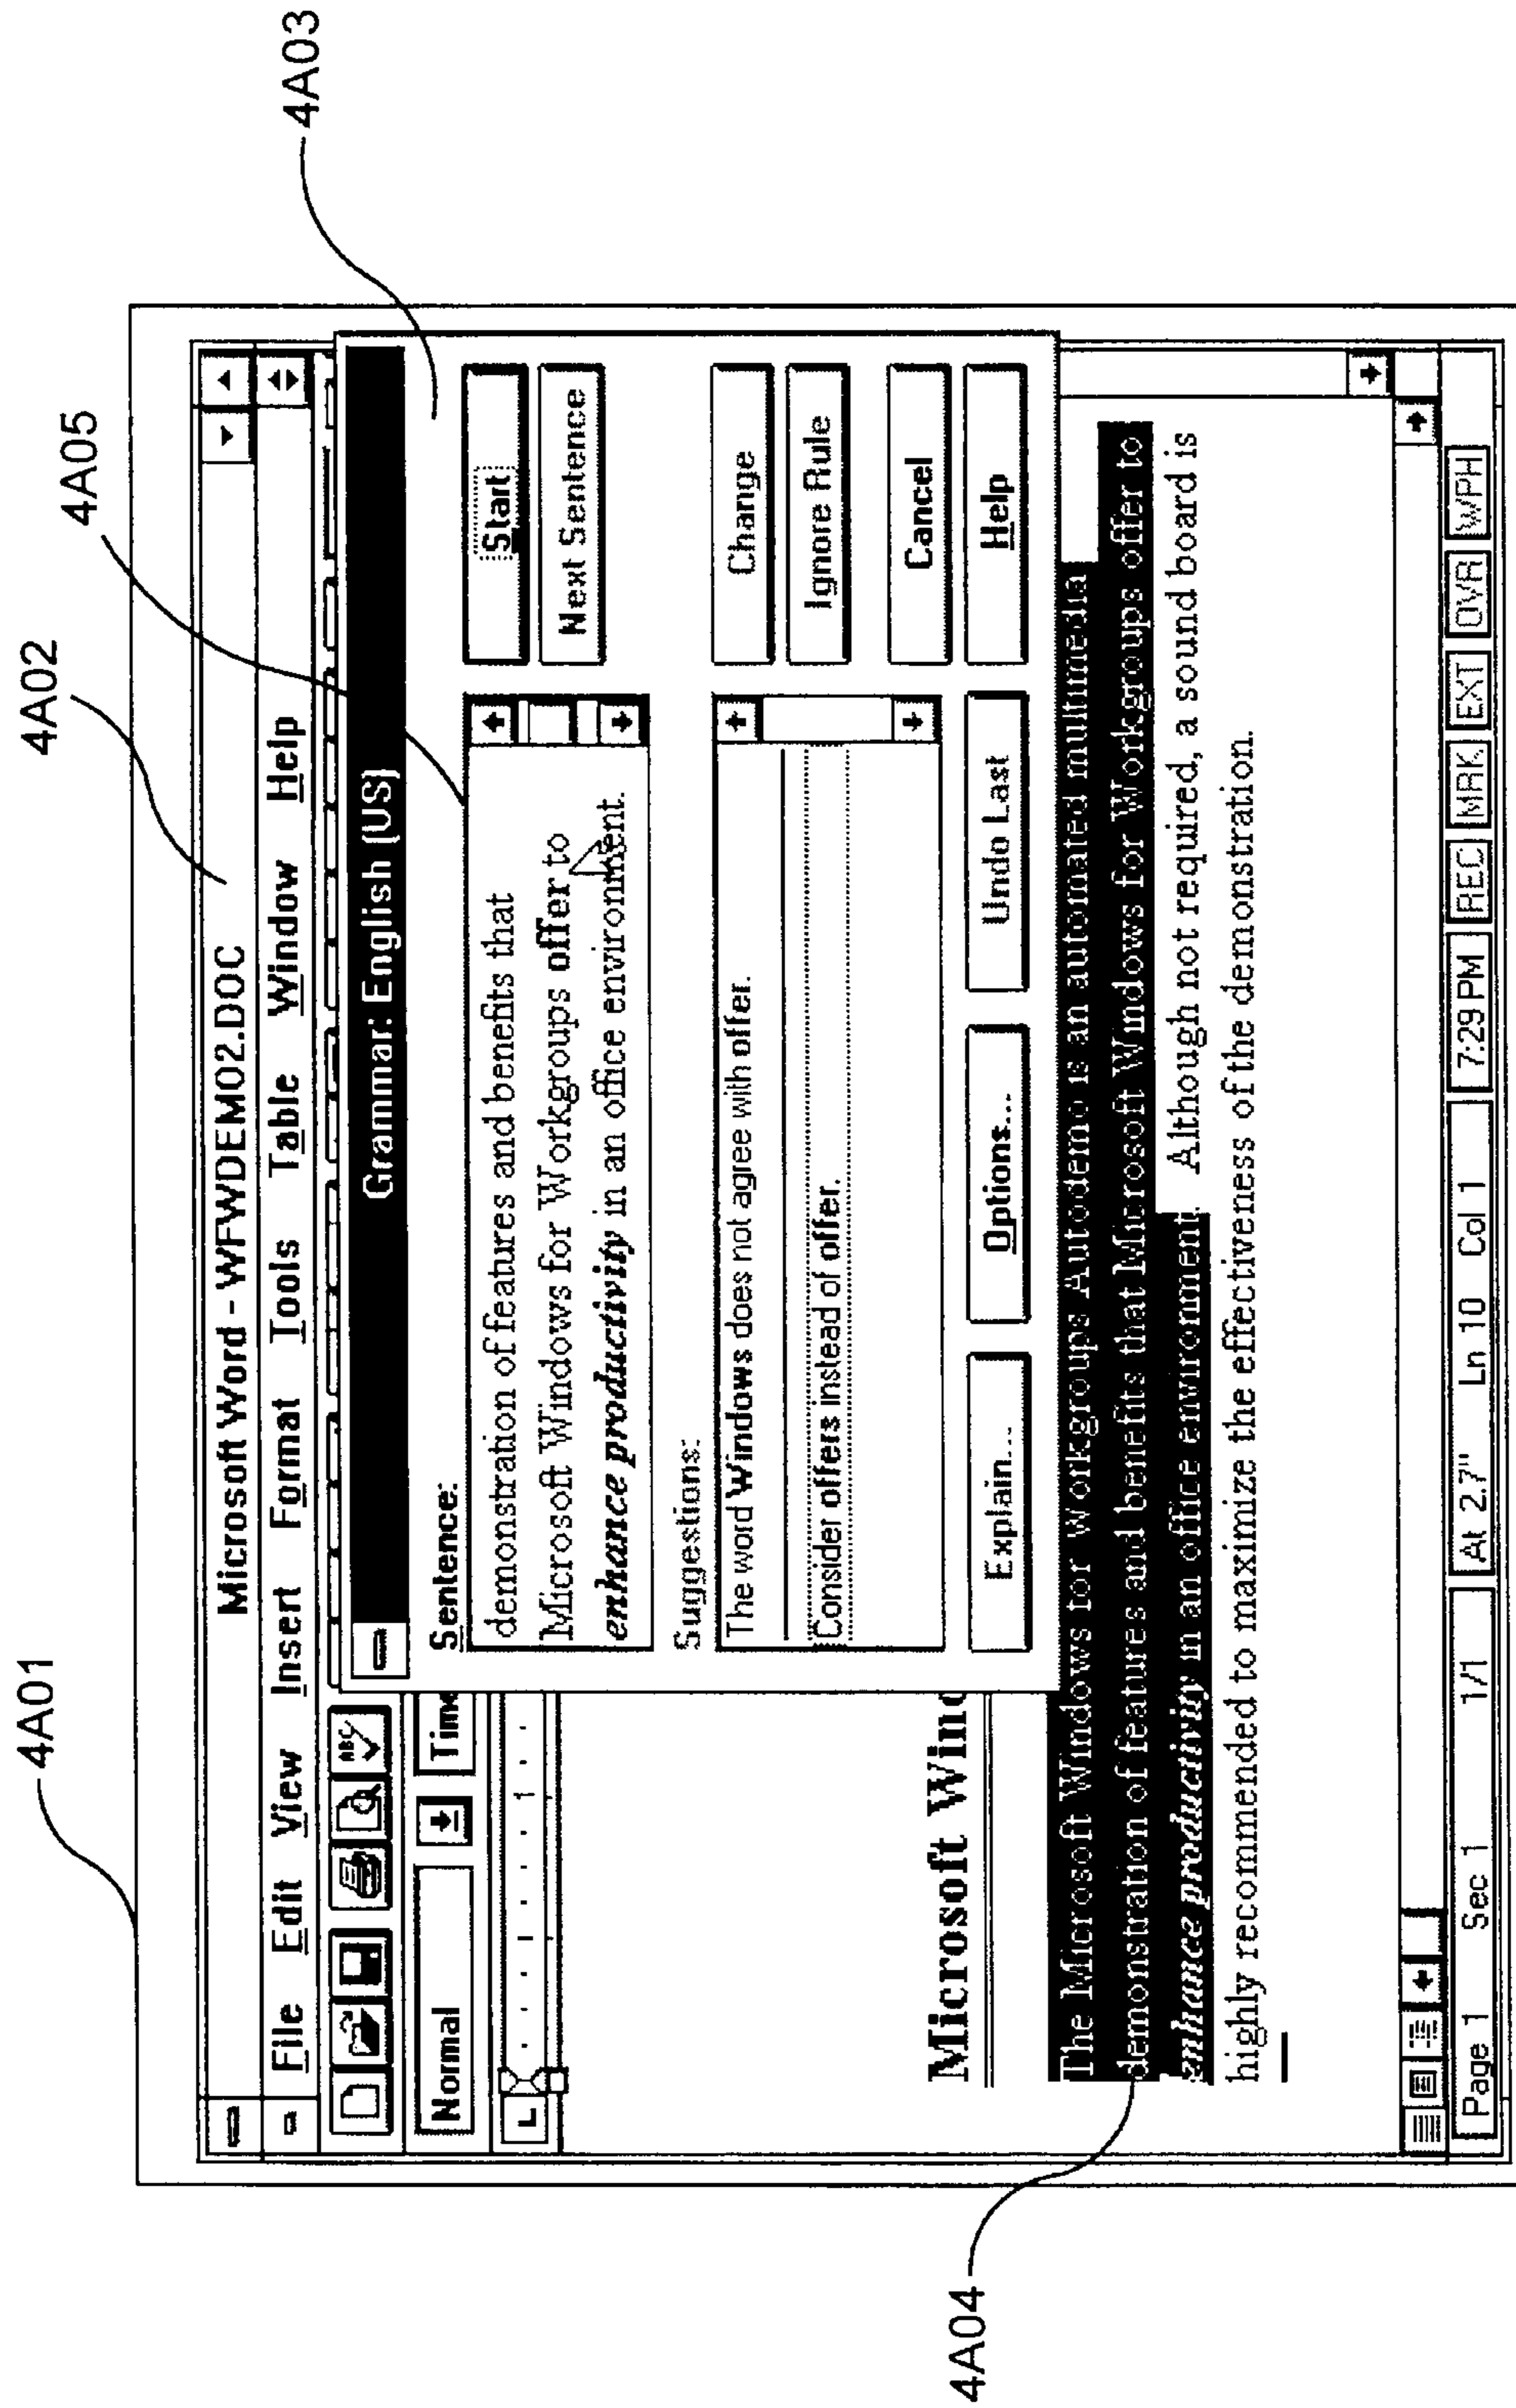 4A01
4A02
4A05
4A03
Microsoft Word - WFWDEMO2.DOC
File Edit View Insert Format Tools Table Window Help
ABC
Normal
Time
L
Grammar: English (US)
Sentence:
demonstration of features and benefits that
Microsoft Windows for Workgroups offer to
enhance productivity in an office environment.
Start
Next Sentence
Suggestions:
The word Windows does not agree with offer.
Consider offers instead of offer.
Change
Ignore Rule
Cancel
Explain... Options... Undo Last Help
Microsoft Wind
The Microsoft Windows for Workgroups Autodemo is an automated multimedia
demonstration of features and benefits that Microsoft Windows for Workgroups offer to
enhance productivity in an office environment. Although not required, a sound board is
highly recommended to maximize the effectiveness of the demonstration.
4A04
Page 1 Sec 1 1/1 At 2.7" Ln 10 Col 1 7:29 PM REC MRK EXT OVR WPH